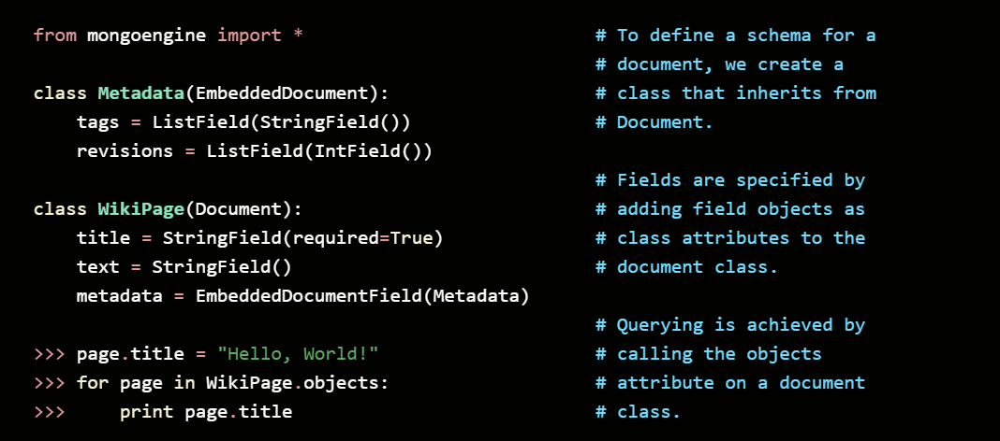 from mongoengine import *                           # To define a schema for a
                                                    # document, we create a
class Metadata(EmbeddedDocument):                   # class that inherits from
    tags = ListField(StringField())                 # Document.
    revisions = ListField(IntField())
                                                    # Fields are specified by
class WikiPage(Document):                           # adding field objects as
    title = StringField(required=True)              # class attributes to the
    text = StringField()                            # document class.
    metadata = EmbeddedDocumentField(Metadata)
                                                    # Querying is achieved by
>>> page.title = "Hello, World!"                    # calling the objects
>>> for page in WikiPage.objects:                   # attribute on a document
>>>     print page.title                            # class.